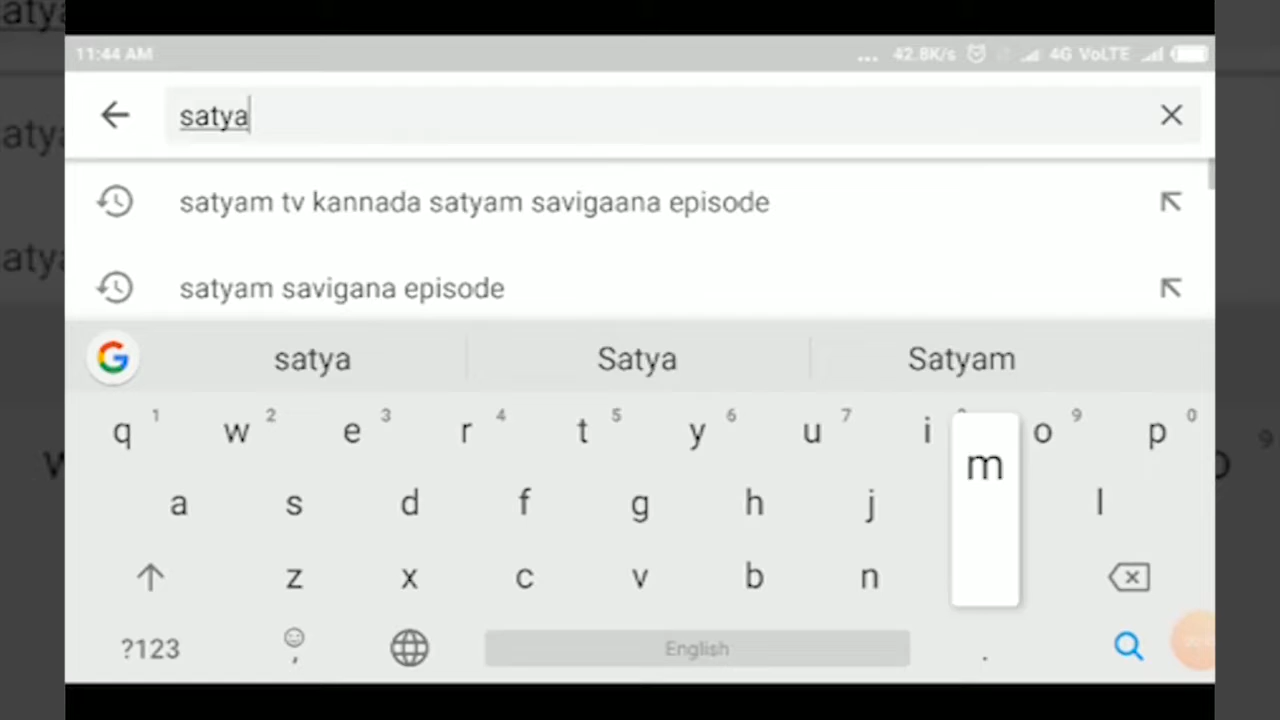 11:44 AM ... 42.8K/s 4G VoLTE
satya
satyam tv kannada satyam savigaana episode
satyam savigana episode
G satya Satya Satyam
q 1 w 2 e 3 r 4 t 5 y 6 u 7 i o 9 p 0
m
a s d f g h j l
z x c v b n
?123 , English .